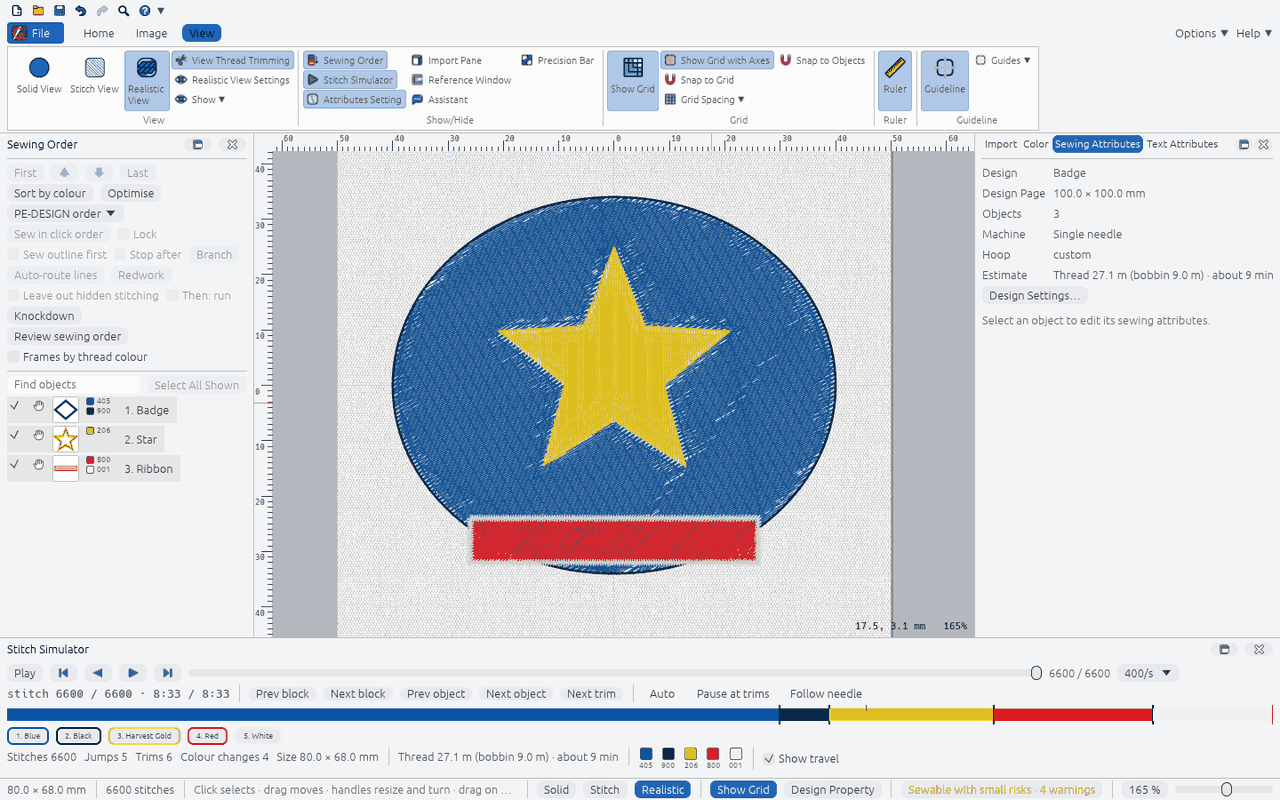 File Home Image View Options Help
Solid View Stitch View Realistic View
View Thread Trimming
Realistic View Settings
Show
View
Sewing Order Import Pane Precision Bar
Stitch Simulator Reference Window
Attributes Setting Assistant
Show/Hide
Show Grid Show Grid with Axes Snap to Objects
Snap to Grid
Grid Spacing
Grid
Ruler
Ruler
Guideline Guides
Guideline
Sewing Order
First Last
Sort by colour Optimise
PE-DESIGN order
Sew in click order Lock
Sew outline first Stop after Branch
Auto-route lines Redwork
Leave out hidden stitching Then: run
Knockdown
Review sewing order
Frames by thread colour
Find objects Select All Shown
405 900 1. Badge
206 2. Star
800 001 3. Ribbon
60 50 40 30 20 10 0 10 20 30 40 50 60
40
30
20
10
0
10
20
30
40
17.5, 3.1 mm 165%
Import Color Sewing Attributes Text Attributes
Design Badge
Design Page 100.0 × 100.0 mm
Objects 3
Machine Single needle
Hoop custom
Estimate Thread 27.1 m (bobbin 9.0 m) · about 9 min
Design Settings...
Select an object to edit its sewing attributes.
Stitch Simulator
Play 6600 / 6600 400/s
stitch 6600 / 6600 · 8:33 / 8:33 Prev block Next block Prev object Next object Next trim Auto Pause at trims Follow needle
1. Blue 2. Black 3. Harvest Gold 4. Red 5. White
Stitches 6600 Jumps 5 Trims 6 Colour changes 4 Size 80.0 × 68.0 mm Thread 27.1 m (bobbin 9.0 m) · about 9 min 405 900 206 800 001 Show travel
80.0 × 68.0 mm 6600 stitches Click selects · drag moves · handles resize and turn · drag on ... Solid Stitch Realistic Show Grid Design Property Sewable with small risks · 4 warnings 165 %